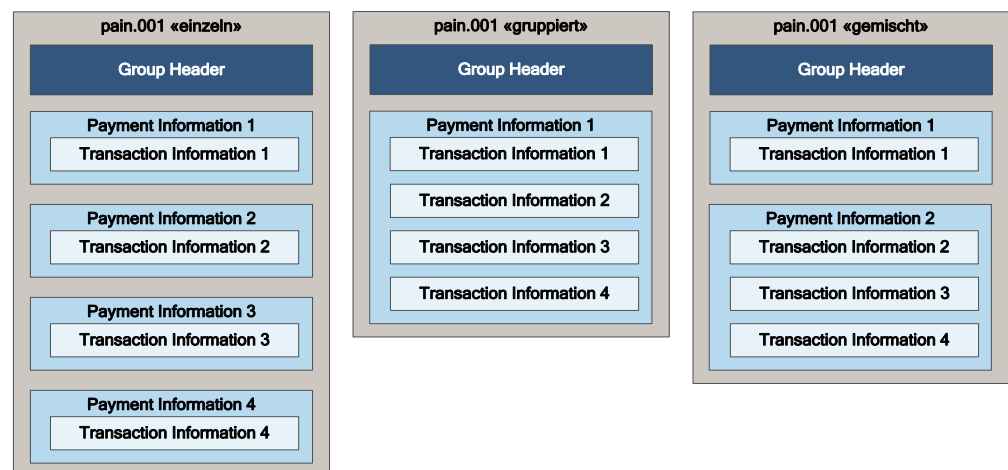 pain.001 «einzeln»
Group Header
Payment Information 1
Transaction Information 1
Payment Information 2
Transaction Information 2
Payment Information 3
Transaction Information 3
Payment Information 4
Transaction Information 4
pain.001 «gruppiert»
Group Header
Payment Information 1
Transaction Information 1
Transaction Information 2
Transaction Information 3
Transaction Information 4
pain.001 «gemischt»
Group Header
Payment Information 1
Transaction Information 1
Payment Information 2
Transaction Information 2
Transaction Information 3
Transaction Information 4